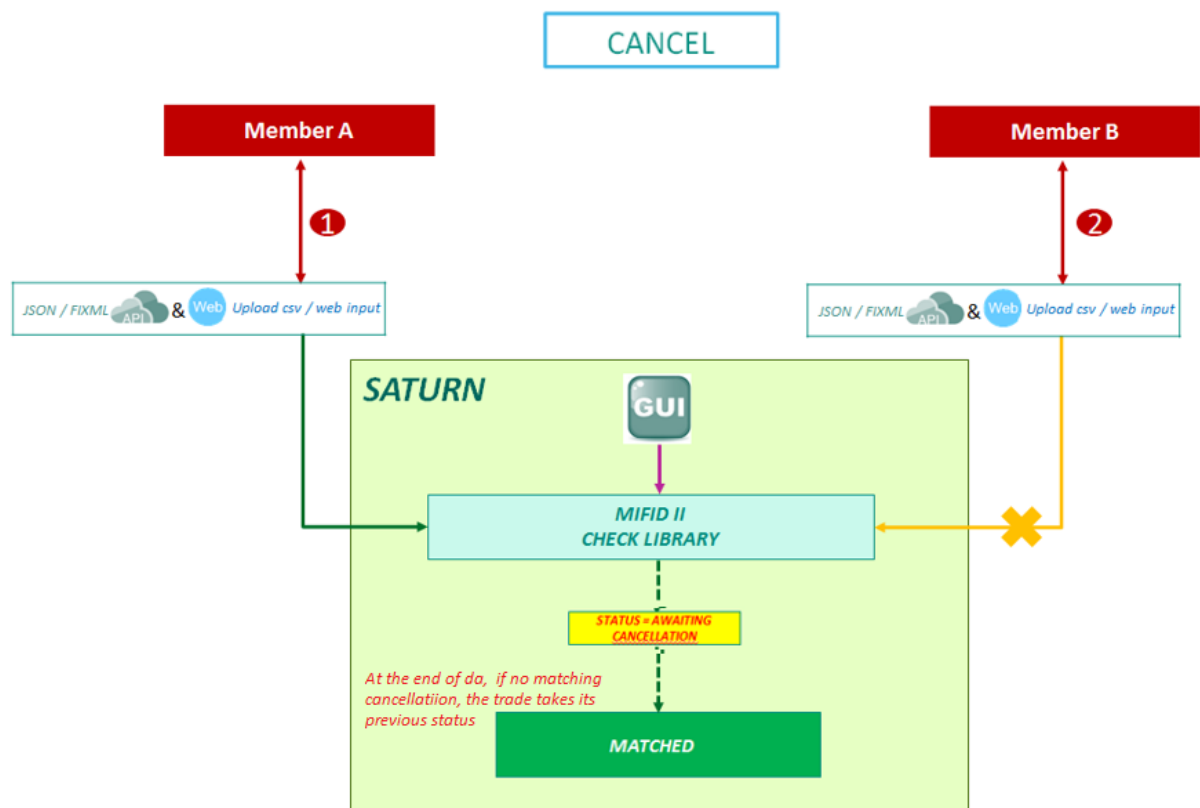 CANCEL
Member A
Member B
1
2
JSON / FIXML API & Web Upload csv / web input
JSON / FIXML API & Web Upload csv / web input
SATURN
GUI
MIFID II
CHECK LIBRARY
STATUS = AWAITING
CANCELLATION
At the end of da, if no matching
cancellatiion, the trade takes its
previous status
MATCHED